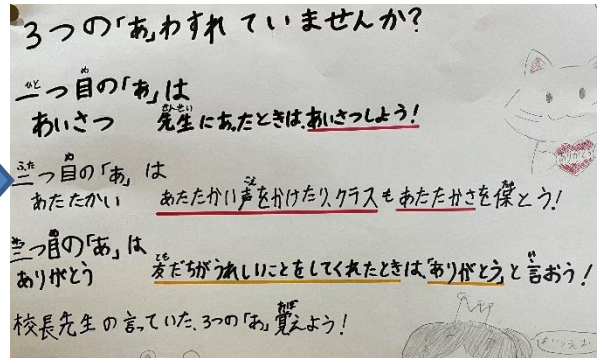 3つの「あ」わすれていませんか?
一つ目の「あ」は
あいさつ 先生にあったときは、あいさつしよう!
二つ目の「あ」は
あたたかい あたたかい声をかけたり、クラスもあたたかさを保とう!
三つ目の「あ」は
ありがとう 友だちがうれしいことをしてくれたときは「ありがとう」と言おう!
校長先生の言っていた、3つの「あ」覚えよう!
ありがとう